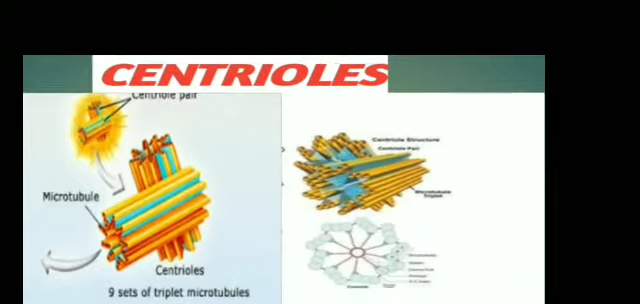 CENTRIOLES
Centriole pair
Microtubule
Centrioles
9 sets of triplet microtubules
Centriole Structure
Centriole Pair
Microtubule
Triplet